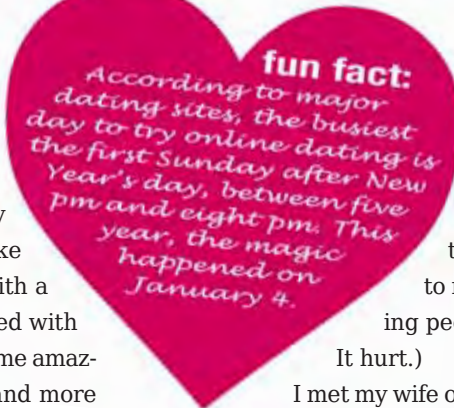 fun fact:
According to major
dating sites, the busiest
day to try online dating is
the first Sunday after New
Year's day, between five
pm and eight pm. This
year, the magic
happened on
January 4.
y
ke
ith a
ed with
me amaz-
and more
t
to
ing pe
It hurt.)
I met my wife o